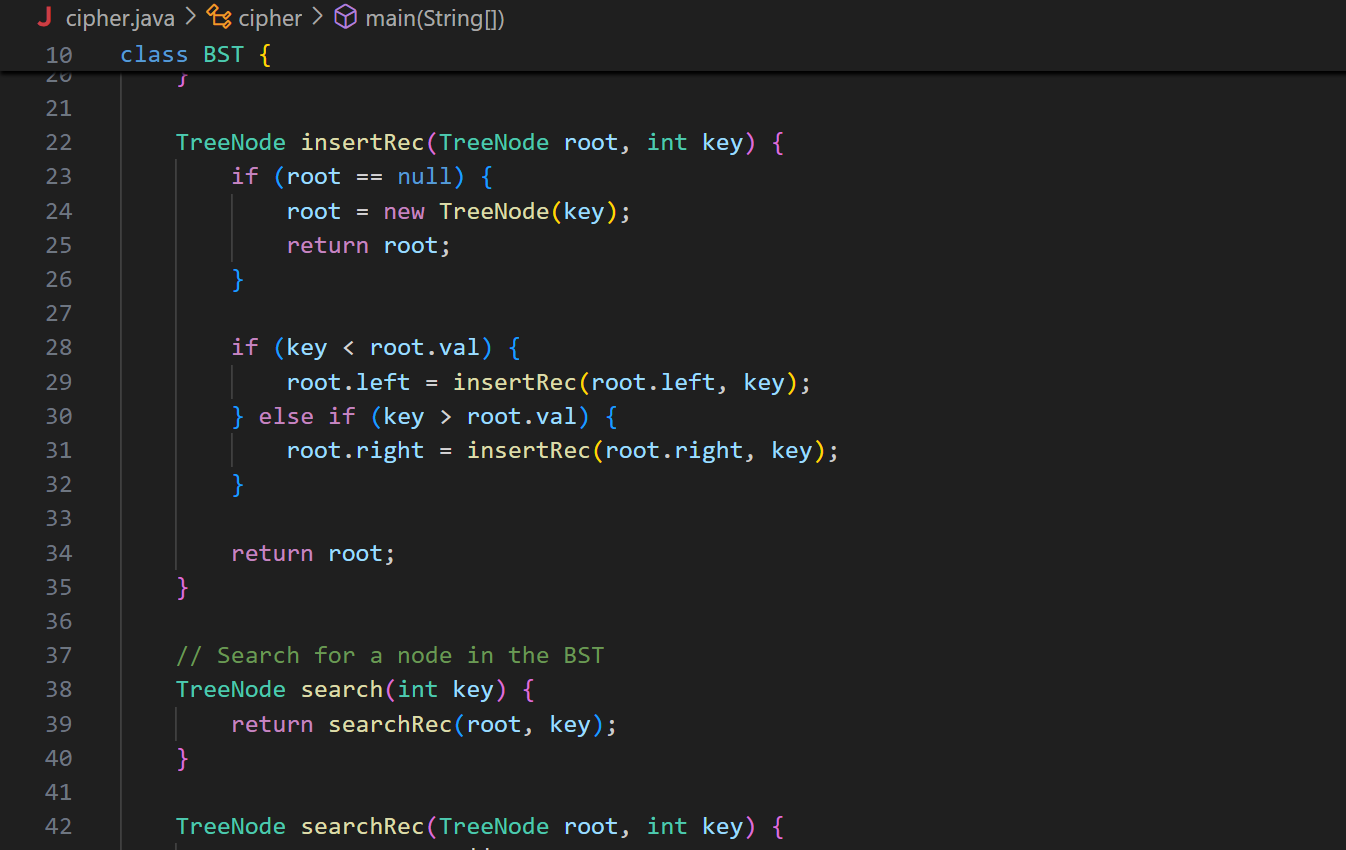 cipher.java > cipher > main(String[])
10 class BST {
20 }
21
22 TreeNode insertRec(TreeNode root, int key) {
23 if (root == null) {
24 root = new TreeNode(key);
25 return root;
26 }
27
28 if (key < root.val) {
29 root.left = insertRec(root.left, key);
30 } else if (key > root.val) {
31 root.right = insertRec(root.right, key);
32 }
33
34 return root;
35 }
36
37 // Search for a node in the BST
38 TreeNode search(int key) {
39 return searchRec(root, key);
40 }
41
42 TreeNode searchRec(TreeNode root, int key) {